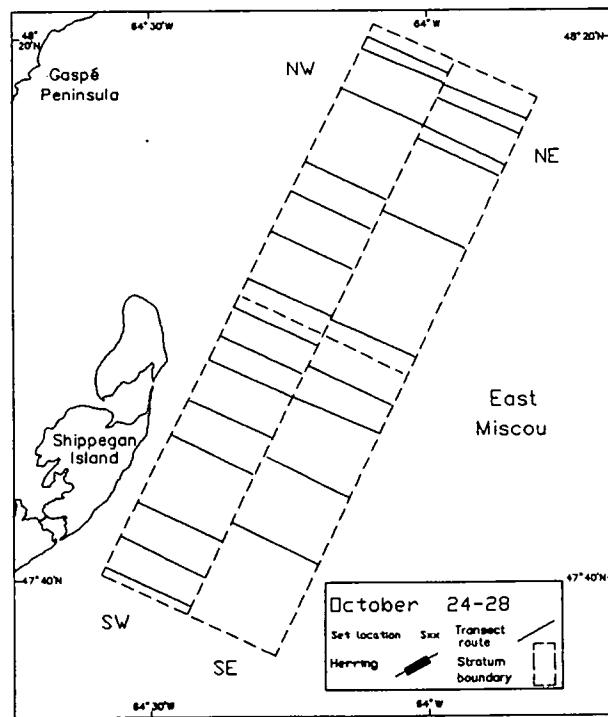 64°30'W
64°W
48°
20'
48°20'
Gaspé
Peninsula
NW
NE
East
Miscou
Shippegan
Island
47°40'
47°40'
SW
SE
October 24-28
Set location Sxx Transect
route
Herring Stratum
boundary
64°30'W
64°W